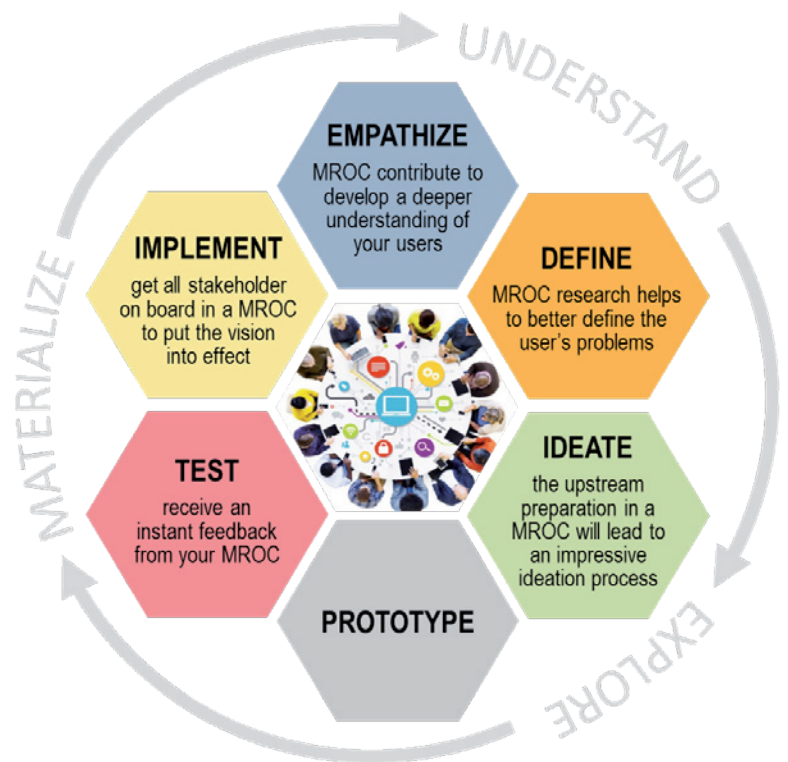 UNDERSTAND
EMPATHIZE
MROC contribute to
develop a deeper
understanding of
your users
DEFINE
MROC research helps
to better define the
user's problems
IDEATE
the upstream
preparation in a
MROC will lead to
an impressive
ideation process
EXPLORE
PROTOTYPE
TEST
receive an
instant feedback
from your MROC
MATERIALIZE
IMPLEMENT
get all stakeholder
on board in a MROC
to put the vision
into effect